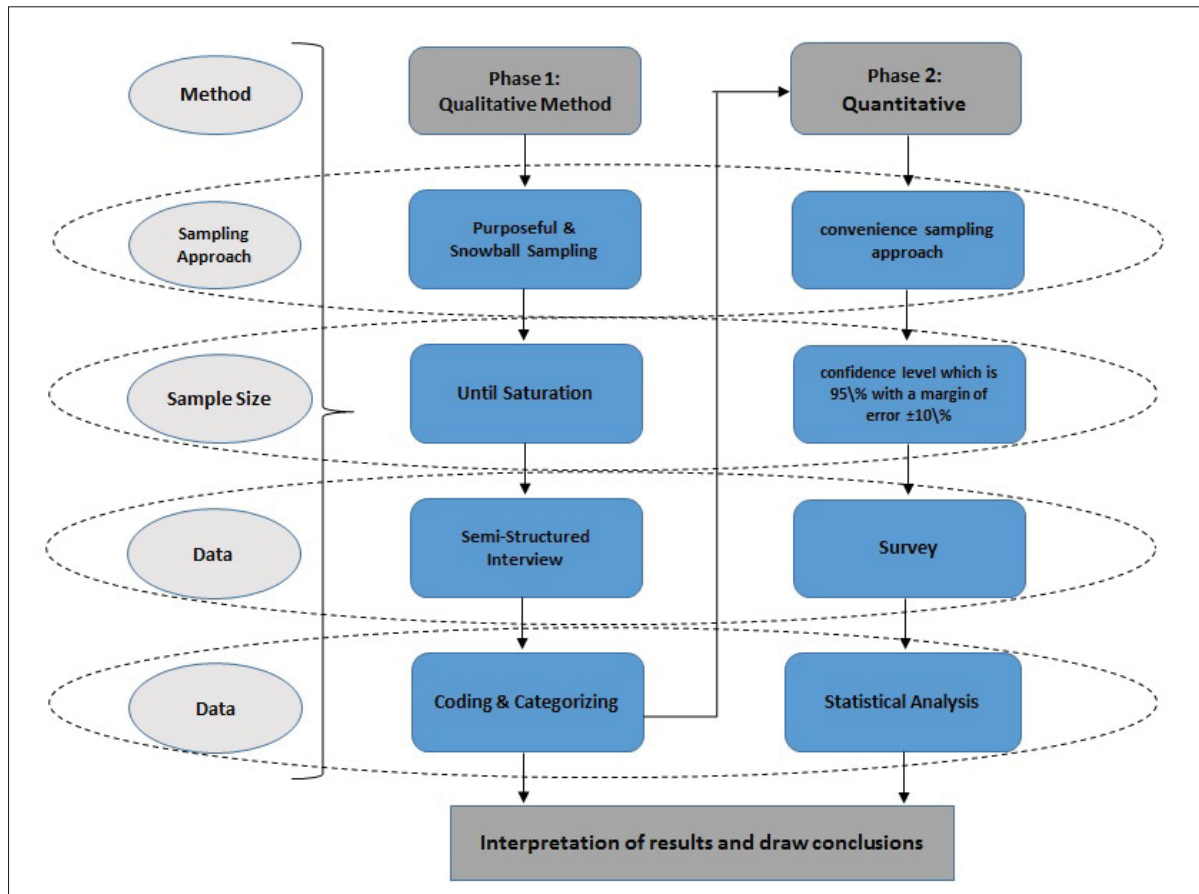 Method
Phase 1:
Qualitative Method
Phase 2:
Quantitative
Sampling
Approach
Purposeful &
Snowball Sampling
convenience sampling
approach
Sample Size
Until Saturation
confidence level which is
95\% with a margin of
error ±10\%
Data
Semi-Structured
Interview
Survey
Data
Coding & Categorizing
Statistical Analysis
Interpretation of results and draw conclusions